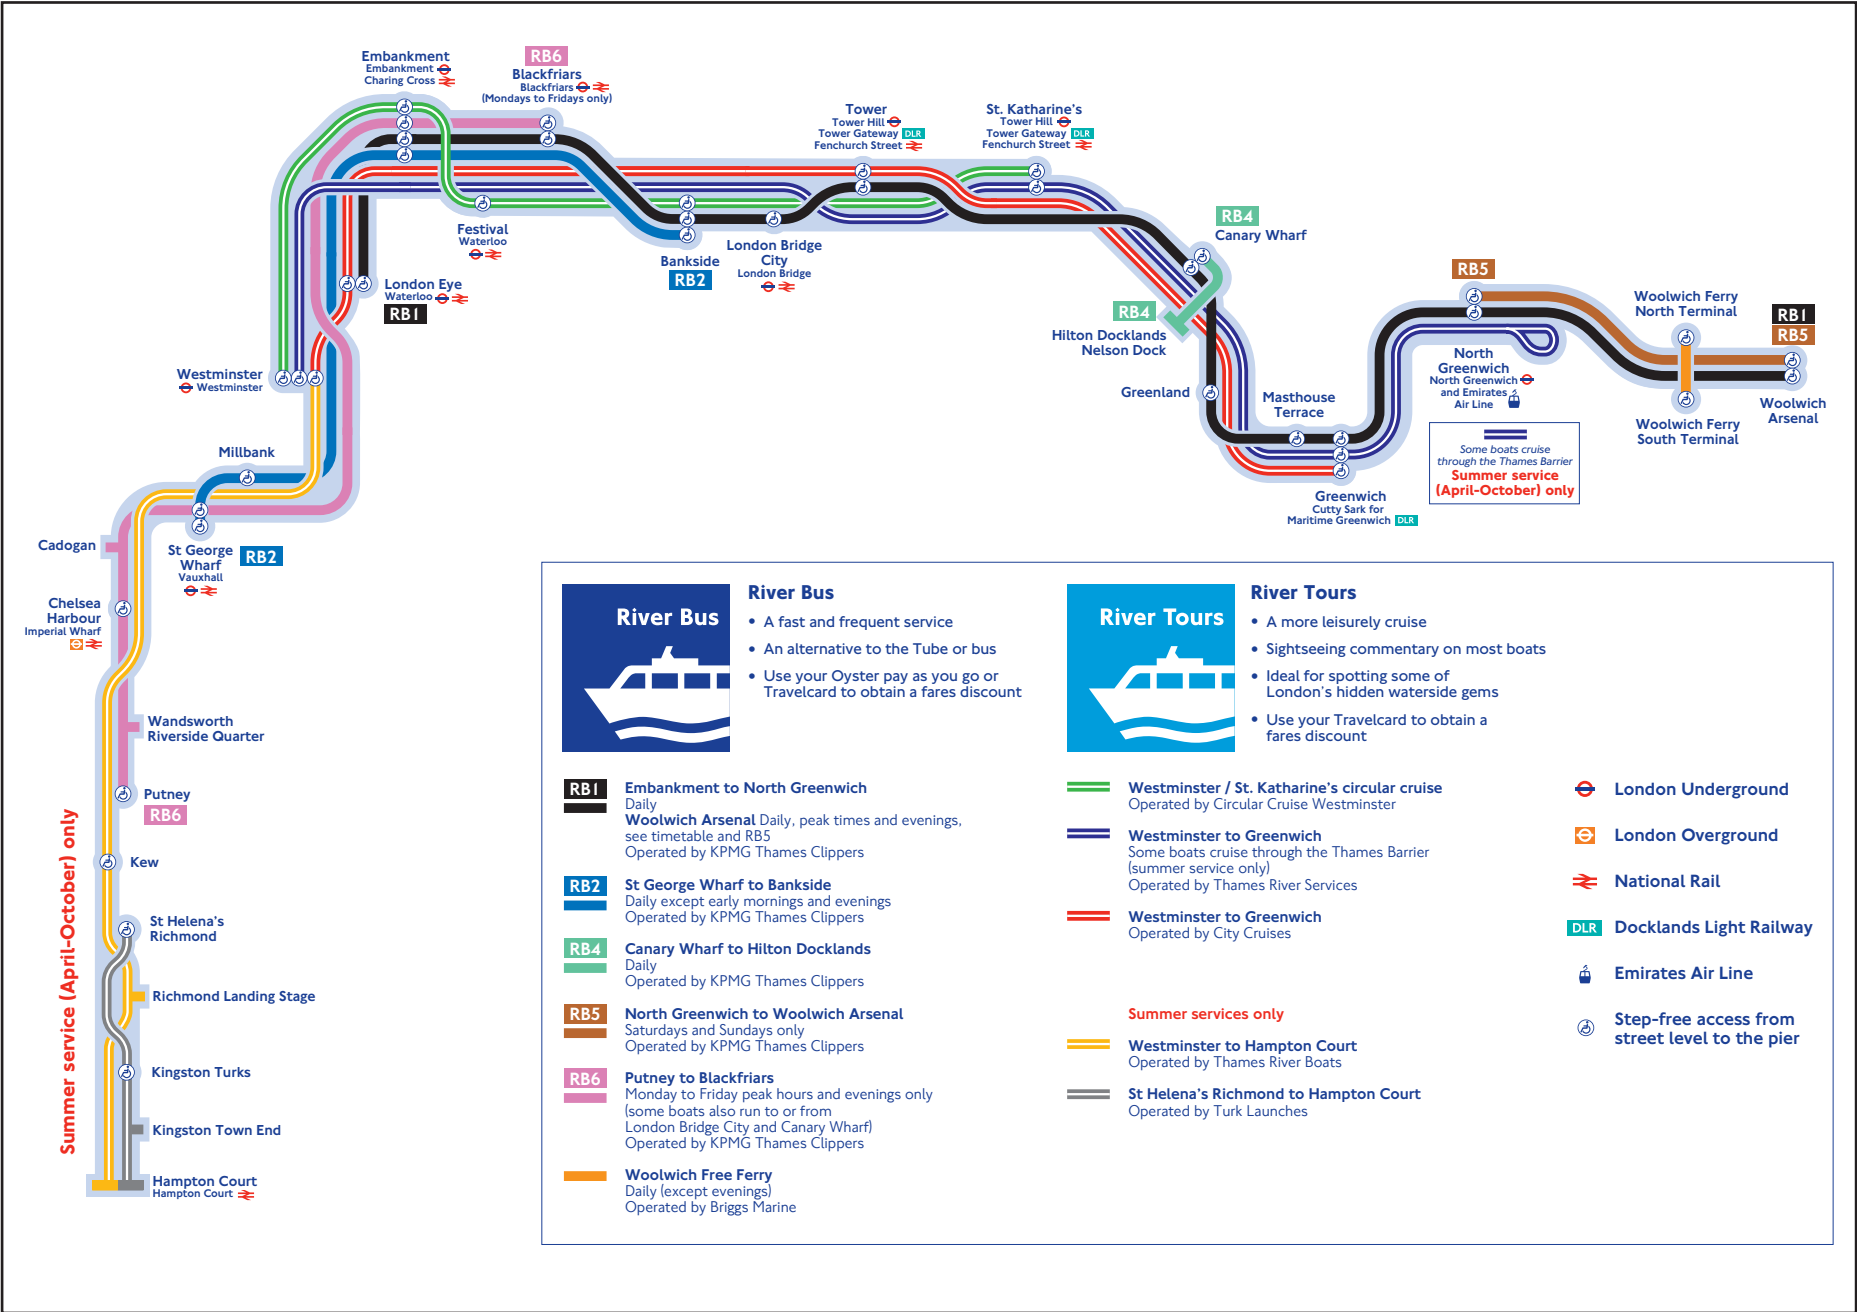 Embankment
Embankment
Charing Cross
RB6
Blackfriars
Blackfriars
(Mondays to Fridays only)
Tower
Tower Hill
Tower Gateway DLR
Fenchurch Street
St. Katharine's
Tower Hill
Tower Gateway DLR
Fenchurch Street
Festival
Waterloo
London Eye
Waterloo
RB1
Bankside
RB2
London Bridge
City
London Bridge
RB4
Canary Wharf
RB4
Hilton Docklands
Nelson Dock
Greenland
Masthouse
Terrace
Greenwich
Cutty Sark for
Maritime Greenwich DLR
RB5
North
Greenwich
North Greenwich
and Emirates
Air Line
Some boats cruise
through the Thames Barrier
Summer service
(April-October) only
Woolwich Ferry
North Terminal
Woolwich Ferry
South Terminal
RB1
RB5
Woolwich
Arsenal
Westminster
Westminster
Millbank
St George
Wharf
Vauxhall
RB2
Cadogan
Chelsea
Harbour
Imperial Wharf
Wandsworth
Riverside Quarter
Putney
RB6
Kew
St Helena's
Richmond
Richmond Landing Stage
Kingston Turks
Kingston Town End
Hampton Court
Hampton Court
Summer service (April-October) only
River Bus
River Bus
• A fast and frequent service
• An alternative to the Tube or bus
• Use your Oyster pay as you go or
Travelcard to obtain a fares discount
RB1
Embankment to North Greenwich
Daily
Woolwich Arsenal Daily, peak times and evenings,
see timetable and RB5
Operated by KPMG Thames Clippers
RB2
St George Wharf to Bankside
Daily except early mornings and evenings
Operated by KPMG Thames Clippers
RB4
Canary Wharf to Hilton Docklands
Daily
Operated by KPMG Thames Clippers
RB5
North Greenwich to Woolwich Arsenal
Saturdays and Sundays only
Operated by KPMG Thames Clippers
RB6
Putney to Blackfriars
Monday to Friday peak hours and evenings only
(some boats also run to or from
London Bridge City and Canary Wharf)
Operated by KPMG Thames Clippers
Woolwich Free Ferry
Daily (except evenings)
Operated by Briggs Marine
River Tours
River Tours
• A more leisurely cruise
• Sightseeing commentary on most boats
• Ideal for spotting some of
London's hidden waterside gems
• Use your Travelcard to obtain a
fares discount
Westminster / St. Katharine's circular cruise
Operated by Circular Cruise Westminster
Westminster to Greenwich
Some boats cruise through the Thames Barrier
(summer service only)
Operated by Thames River Services
Westminster to Greenwich
Operated by City Cruises
Summer services only
Westminster to Hampton Court
Operated by Thames River Boats
St Helena's Richmond to Hampton Court
Operated by Turk Launches
London Underground
London Overground
National Rail
DLR Docklands Light Railway
Emirates Air Line
Step-free access from
street level to the pier